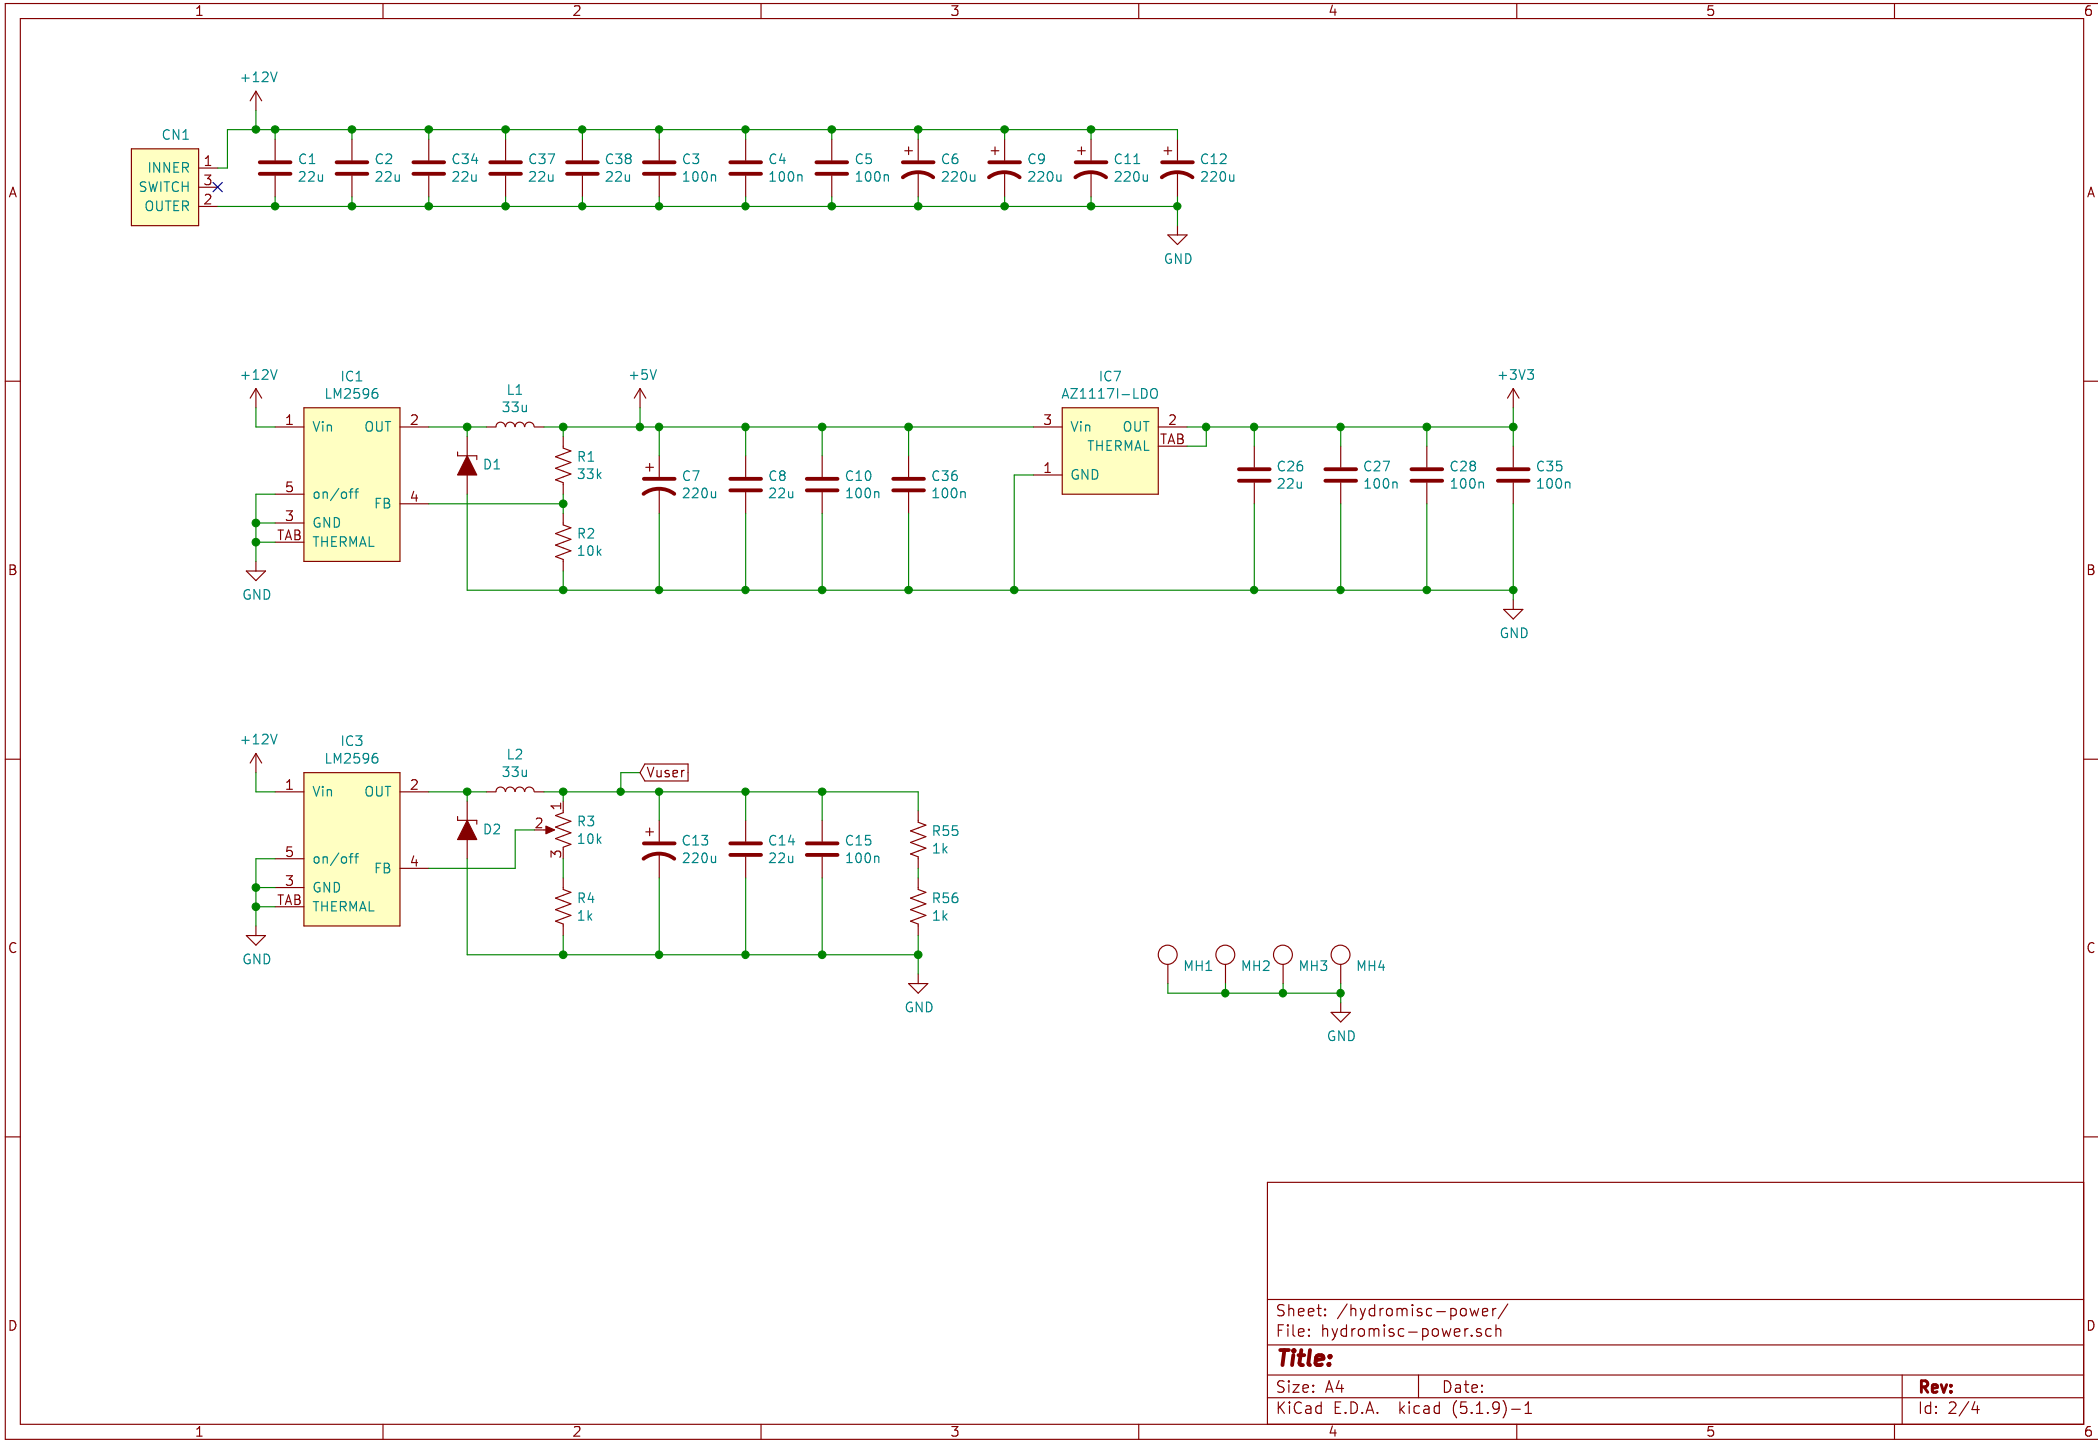 1 2 3 4 5 6
+12V
CN1
INNER 1
SWITCH 3
OUTER 2
C1 22u
C2 22u
C34 22u
C37 22u
C38 22u
C3 100n
C4 100n
C5 100n
+ C6 220u
+ C9 220u
+ C11 220u
+ C12 220u
GND
A A
+12V
IC1
LM2596
1 Vin OUT 2
5 on/off
FB 4
3 GND
TAB THERMAL
GND
L1
33u
D1
R1
33k
R2
10k
+5V
+ C7 220u
C8 22u
C10 100n
C36 100n
IC7
AZ1117I-LDO
3 Vin OUT 2
THERMAL TAB
1 GND
C26 22u
C27 100n
C28 100n
C35 100n
+3V3
GND
B B
+12V
IC3
LM2596
1 Vin OUT 2
5 on/off
FB 4
3 GND
TAB THERMAL
GND
L2
33u
D2
1
2
3
R3
10k
R4
1k
Vuser
+ C13 220u
C14 22u
C15 100n
R55
1k
R56
1k
GND
MH1 MH2 MH3 MH4
GND
C C
Sheet: /hydromisc-power/
File: hydromisc-power.sch
Title:
Size: A4 Date: Rev:
KiCad E.D.A. kicad (5.1.9)-1 Id: 2/4
D D
1 2 3 4 5 6